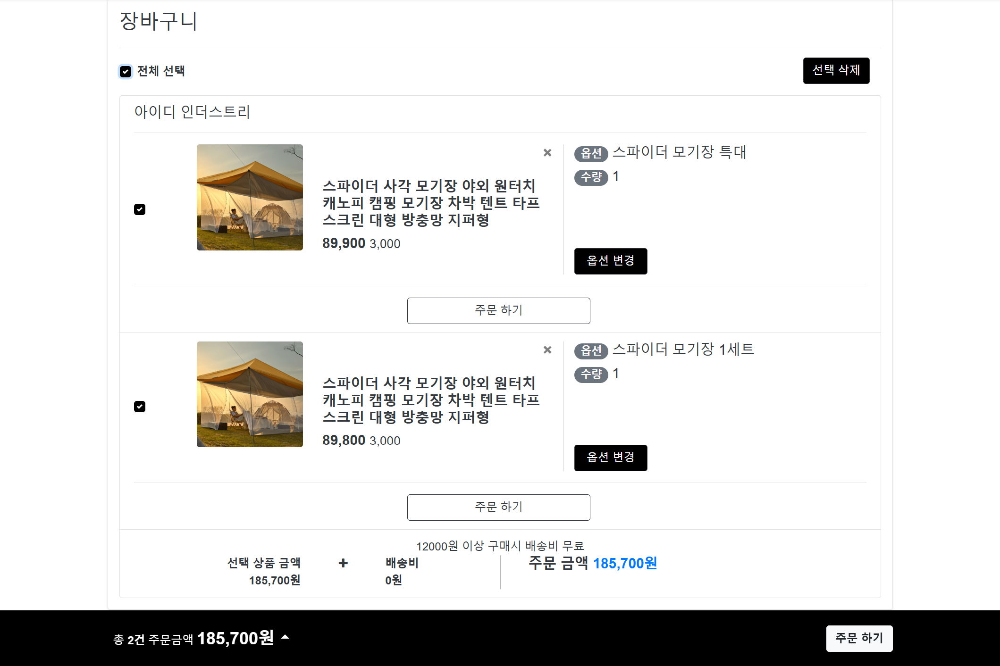 장바구니
전체 선택
선택 삭제
아이디 인더스트리
스파이더 사각 모기장 야외 원터치
캐노피 캠핑 모기장 차박 텐트 타프
스크린 대형 방충망 지퍼형
89,900 3,000
옵션 스파이더 모기장 특대
수량 1
옵션 변경
주문 하기
스파이더 사각 모기장 야외 원터치
캐노피 캠핑 모기장 차박 텐트 타프
스크린 대형 방충망 지퍼형
89,800 3,000
옵션 스파이더 모기장 1세트
수량 1
옵션 변경
주문 하기
12000원 이상 구매시 배송비 무료
선택 상품 금액
185,700원
배송비
0원
주문 금액 185,700원
총 2건 주문금액 185,700원
주문 하기